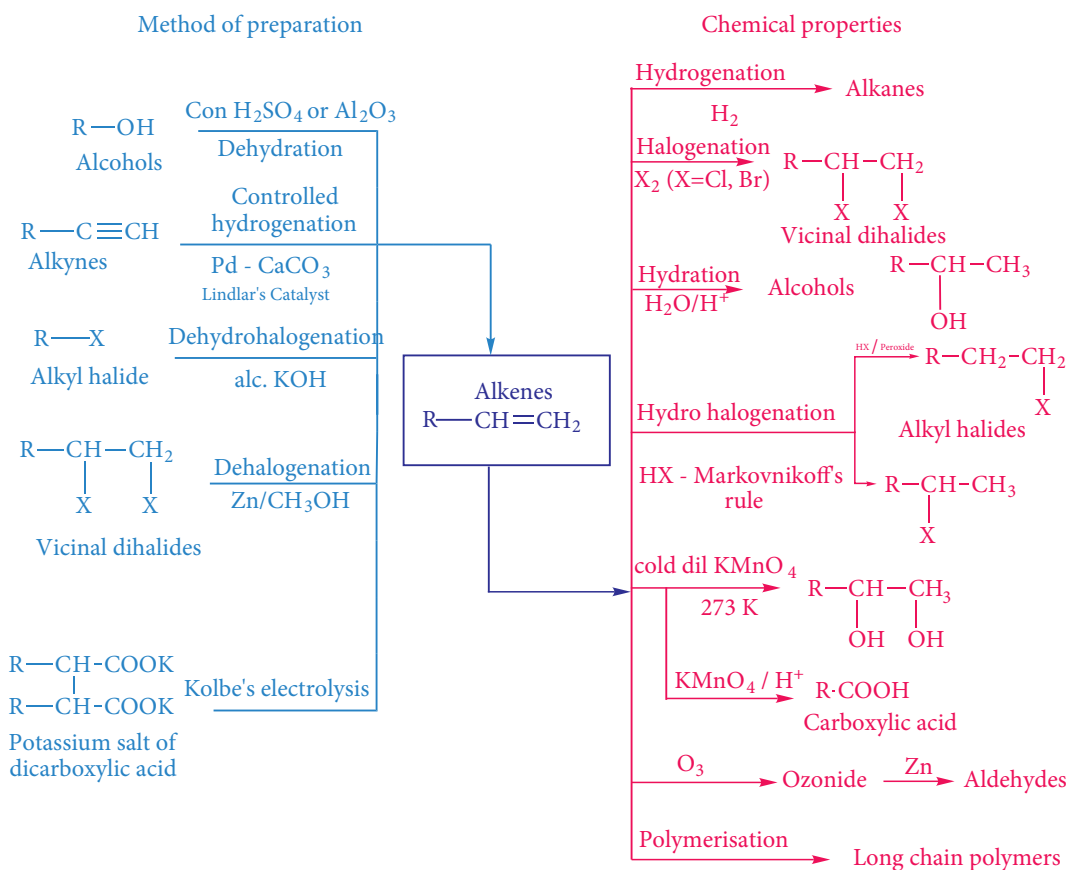 Method of preparation
R—OH
Alcohols
Con H₂SO₄ or Al₂O₃
Dehydration
R—C≡CH
Alkynes
Controlled
hydrogenation
Pd - CaCO₃
Lindlar's Catalyst
R—X
Alkyl halide
Dehydrohalogenation
alc. KOH
R—CH—CH₂
X X
Vicinal dihalides
Dehalogenation
Zn/CH₃OH
R—CH-COOK
R—CH-COOK
Potassium salt of
dicarboxylic acid
Kolbe's electrolysis
Alkenes
R—CH=CH₂
Chemical properties
Hydrogenation
H₂
Alkanes
Halogenation
X₂ (X=Cl, Br)
R—CH—CH₂
X X
Vicinal dihalides
Hydration
H₂O/H⁺
Alcohols
R—CH—CH₃
OH
Hydro halogenation
HX / Peroxide
R—CH₂—CH₂
X
Alkyl halides
HX - Markovnikoff's
rule
R—CH—CH₃
X
cold dil KMnO₄
273 K
R—CH—CH₃
OH OH
KMnO₄ / H⁺
R·COOH
Carboxylic acid
O₃
Ozonide
Zn
Aldehydes
Polymerisation
Long chain polymers